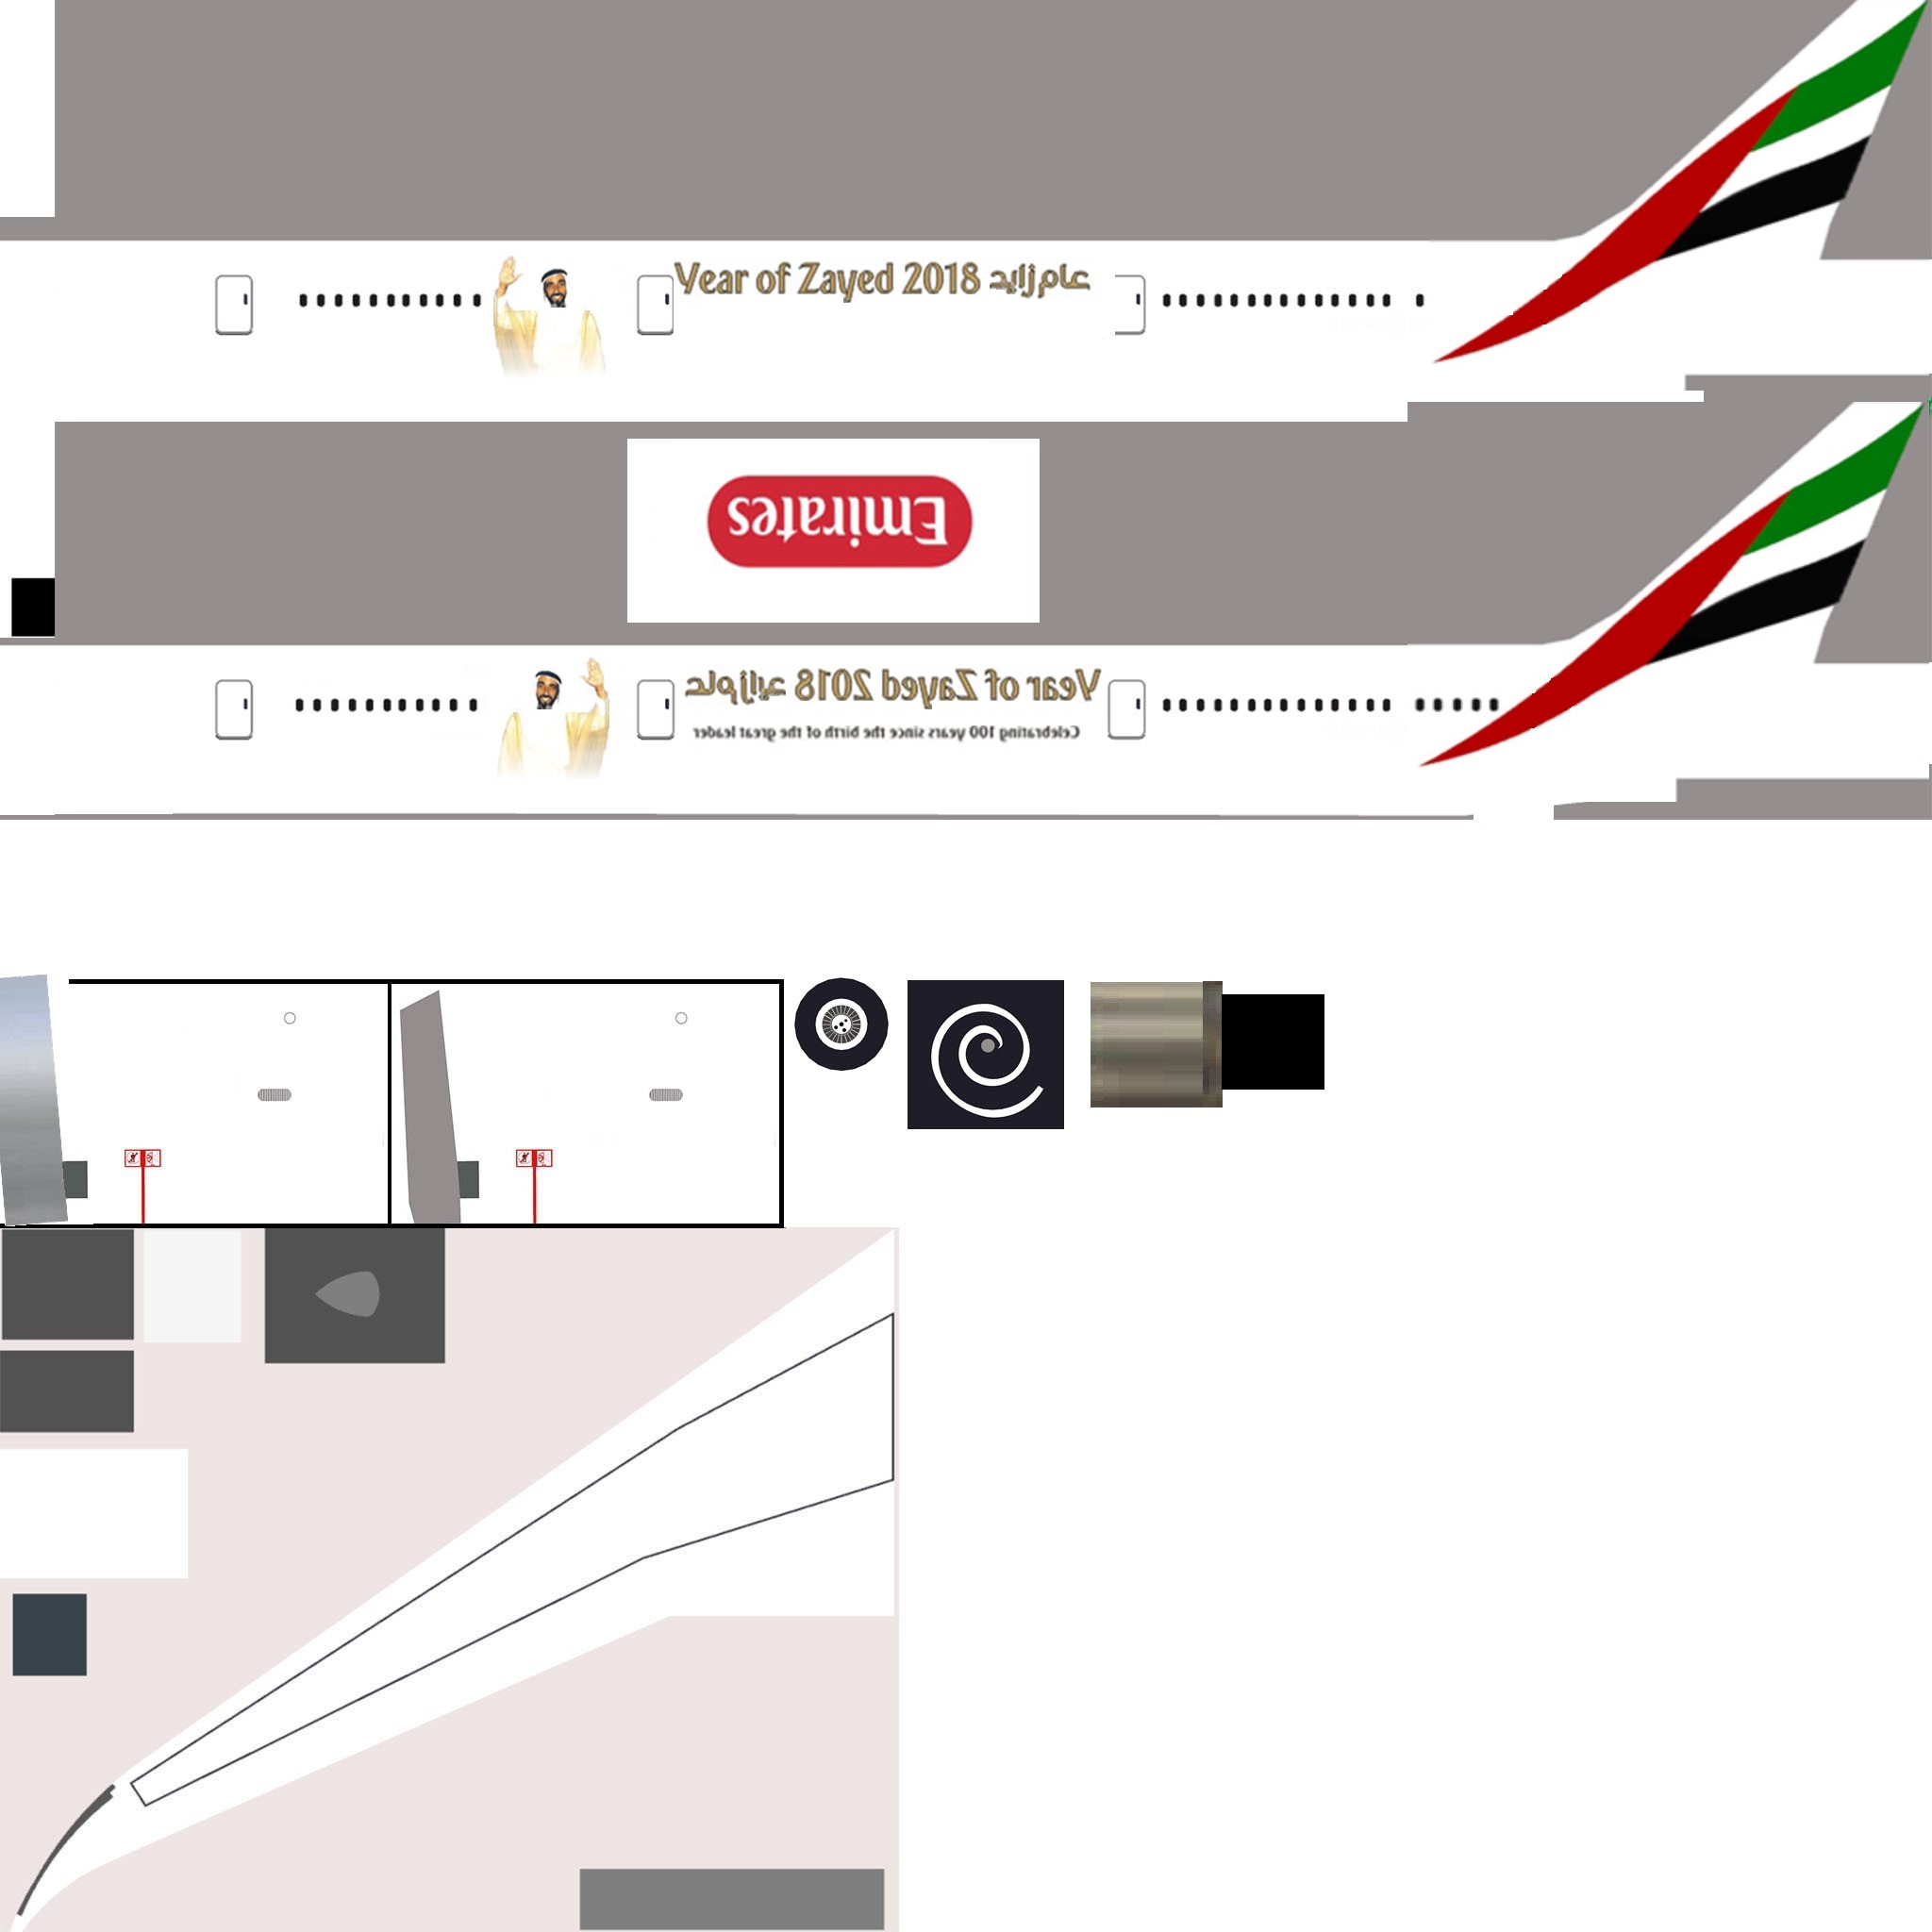 Year of Zayed 2018 عام زايد
Emirates
Year of Zayed 2018 عام زايد
Celebrating 100 years since the birth of the great leader